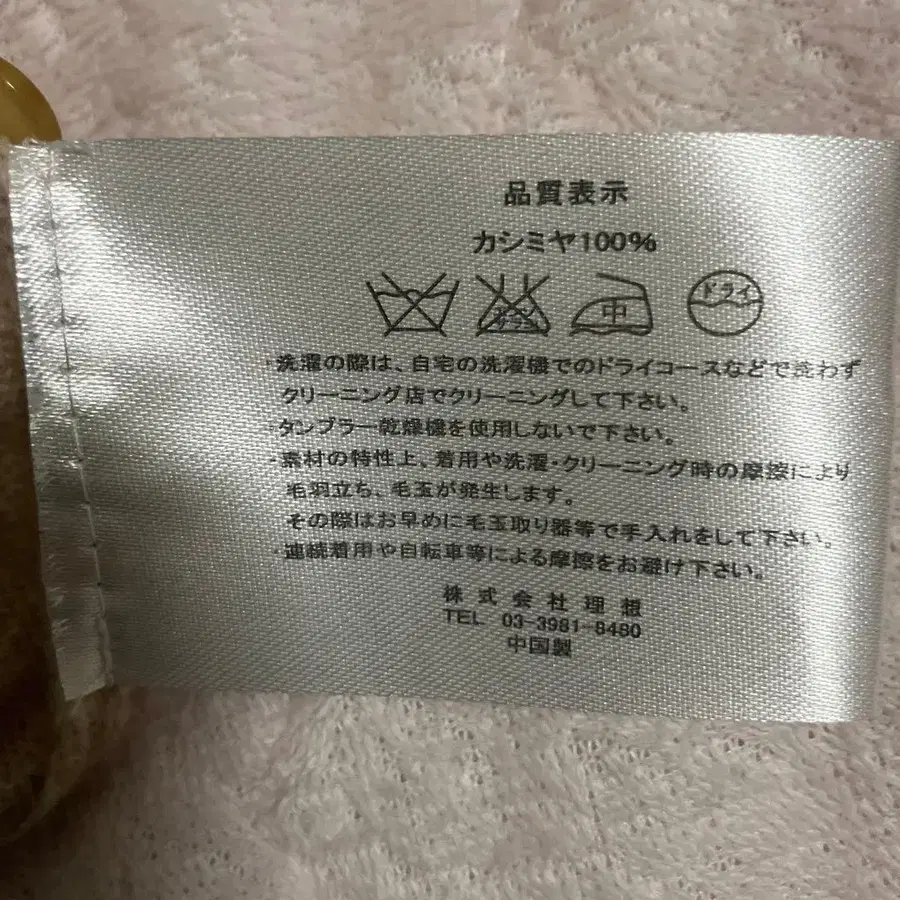 品質表示
カシミヤ100%
エンソサラシ
中
ドライ
・洗濯の際は、自宅の洗濯機でのドライコースなどで洗わず
クリーニング店でクリーニングして下さい。
・タンブラー乾燥機を使用しないで下さい。
・素材の特性上、着用や洗濯・クリーニング時の摩擦により
毛羽立ち、毛玉が発生します。
その際はお早めに毛玉取り器等で手入れをして下さい。
・連続着用や自転車等による摩擦をお避け下さい。
株式会社理想
TEL 03-3981-8480
中国製